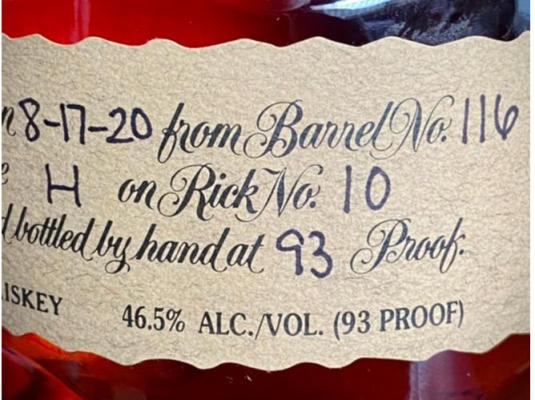 8-17-20 from Barrel No. 116
H on Rick No. 10
bottled by hand at 93 Proof.
46.5% ALC./VOL. (93 PROOF)